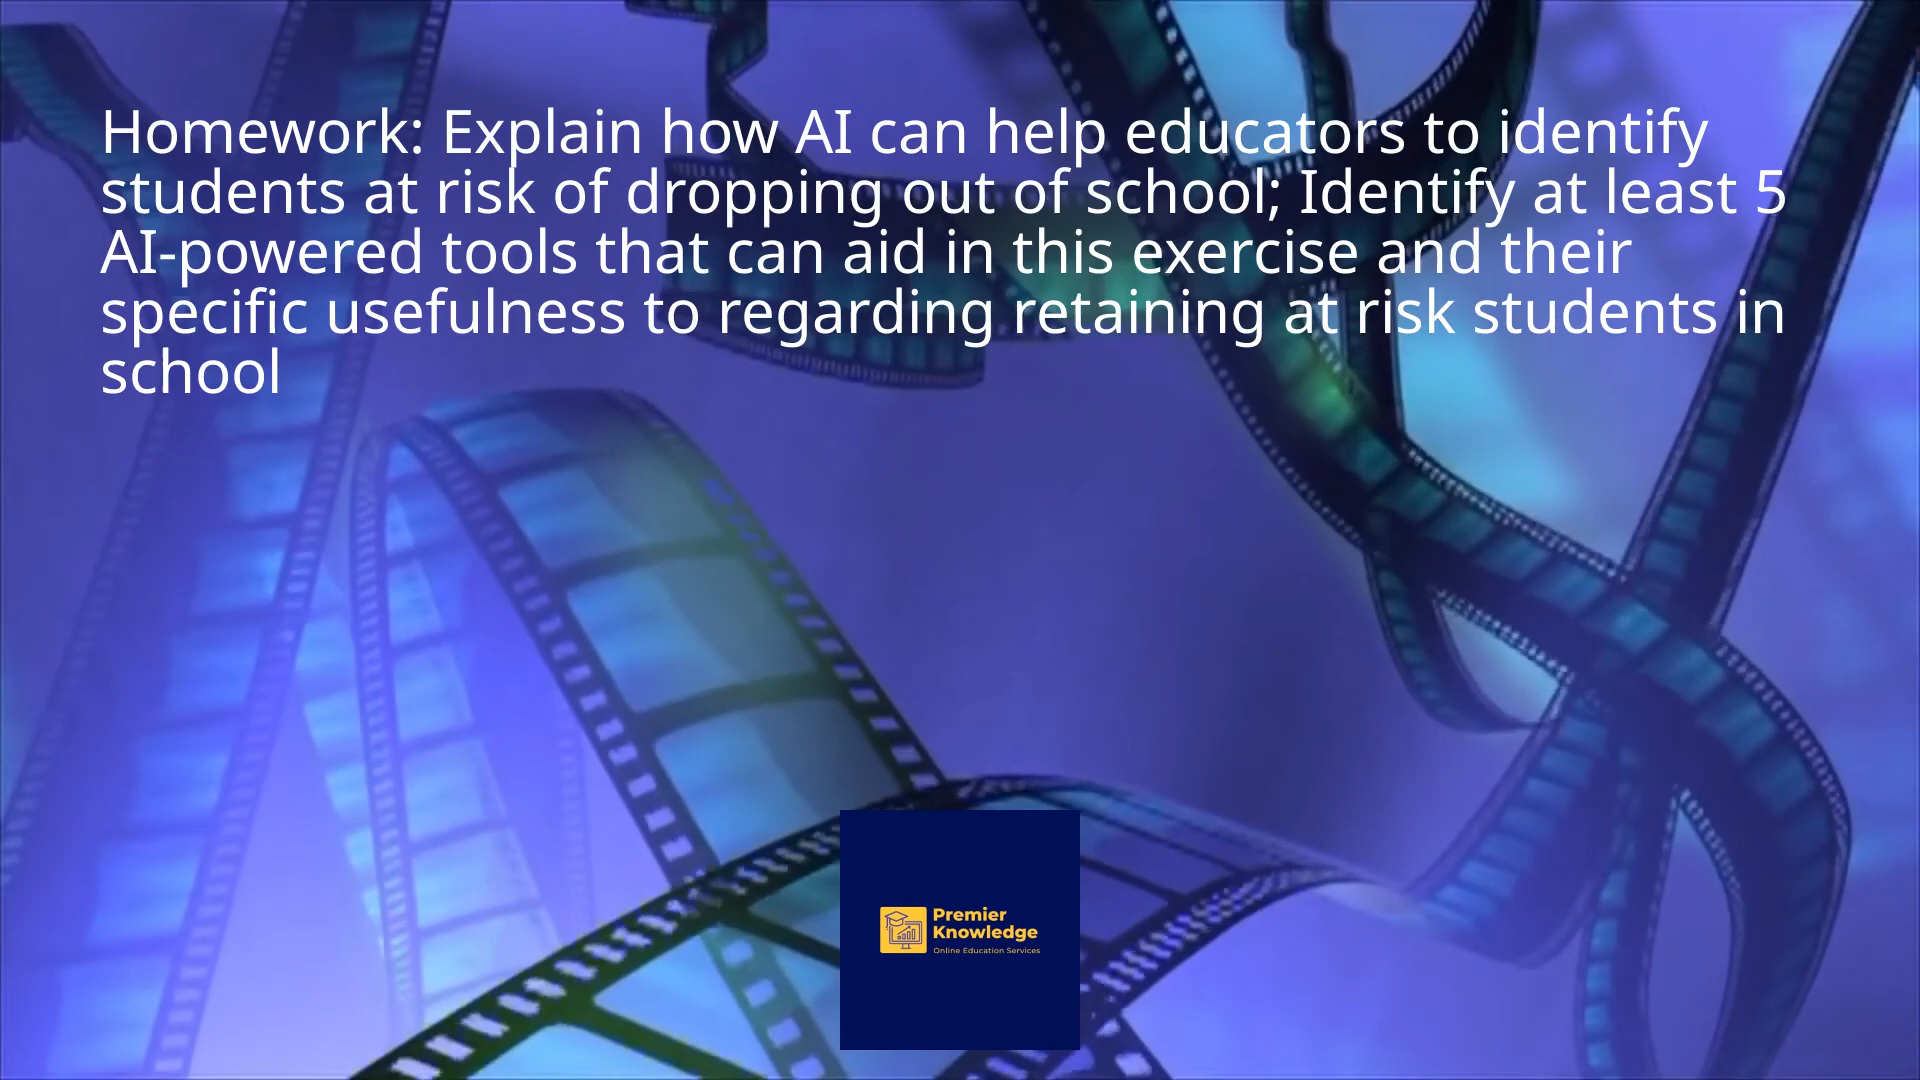 Homework: Explain how AI can help educators to identify
students at risk of dropping out of school; Identify at least 5
AI-powered tools that can aid in this exercise and their
specific usefulness to regarding retaining at risk students in
school
Premier
Knowledge
Online Education Services